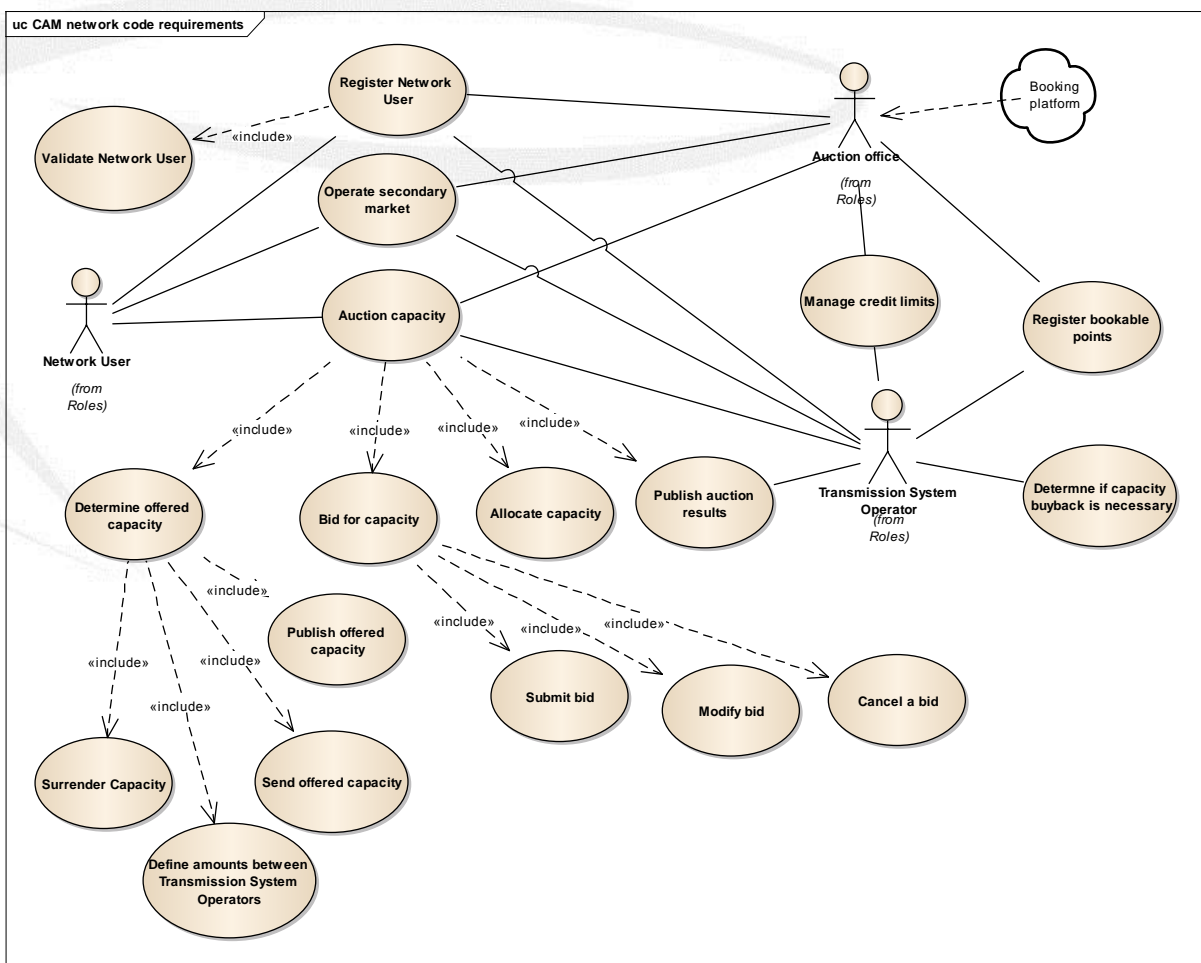 uc CAM network code requirements
Register Network
User
Booking
platform
«include»
Validate Network User
Auction office
(from
Roles)
Operate secondary
market
Network User
(from
Roles)
Auction capacity
Manage credit limits
Register bookable
points
«include»
«include»
«include»
«include»
Transmission System
Operator
(from
Roles)
Determine offered
capacity
Bid for capacity
Allocate capacity
Publish auction
results
Determne if capacity
buyback is necessary
«include»
«include»
«include»
«include»
Publish offered
capacity
«include»
«include»
«include»
Submit bid
Modify bid
Cancel a bid
Surrender Capacity
Send offered capacity
Define amounts between
Transmission System
Operators